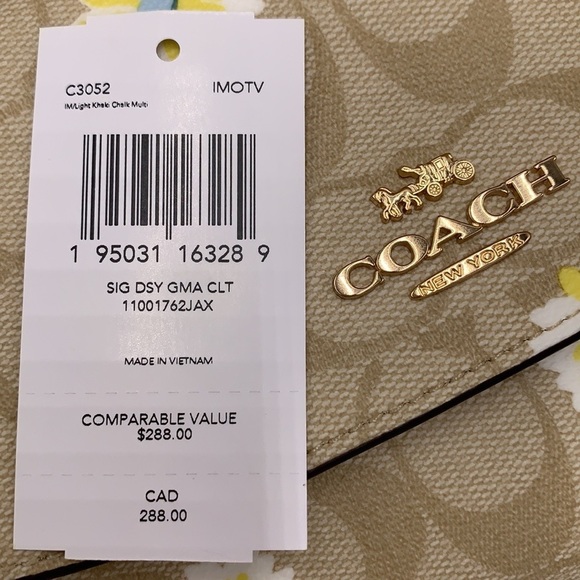 C3052 IMOTV
IM/Light Khaki Chalk Multi
1 95031 16328 9
SIG DSY GMA CLT
11001762JAX
MADE IN VIETNAM
COMPARABLE VALUE
$288.00
CAD
288.00
COACH
NEW YORK